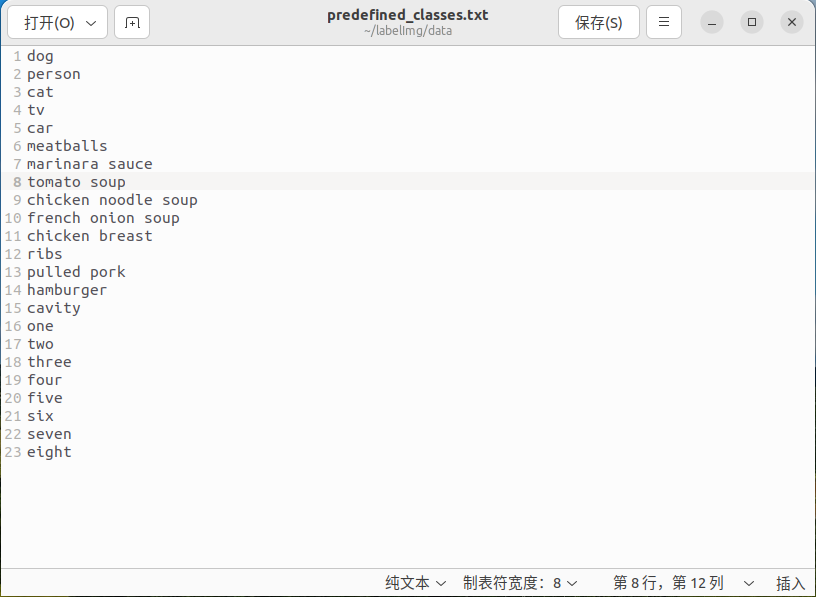 打开(O)
predefined_classes.txt
~/labelImg/data
保存(S)
1 dog
2 person
3 cat
4 tv
5 car
6 meatballs
7 marinara sauce
8 tomato soup
9 chicken noodle soup
10 french onion soup
11 chicken breast
12 ribs
13 pulled pork
14 hamburger
15 cavity
16 one
17 two
18 three
19 four
20 five
21 six
22 seven
23 eight
纯文本 制表符宽度：8 第 8 行，第 12 列 插入